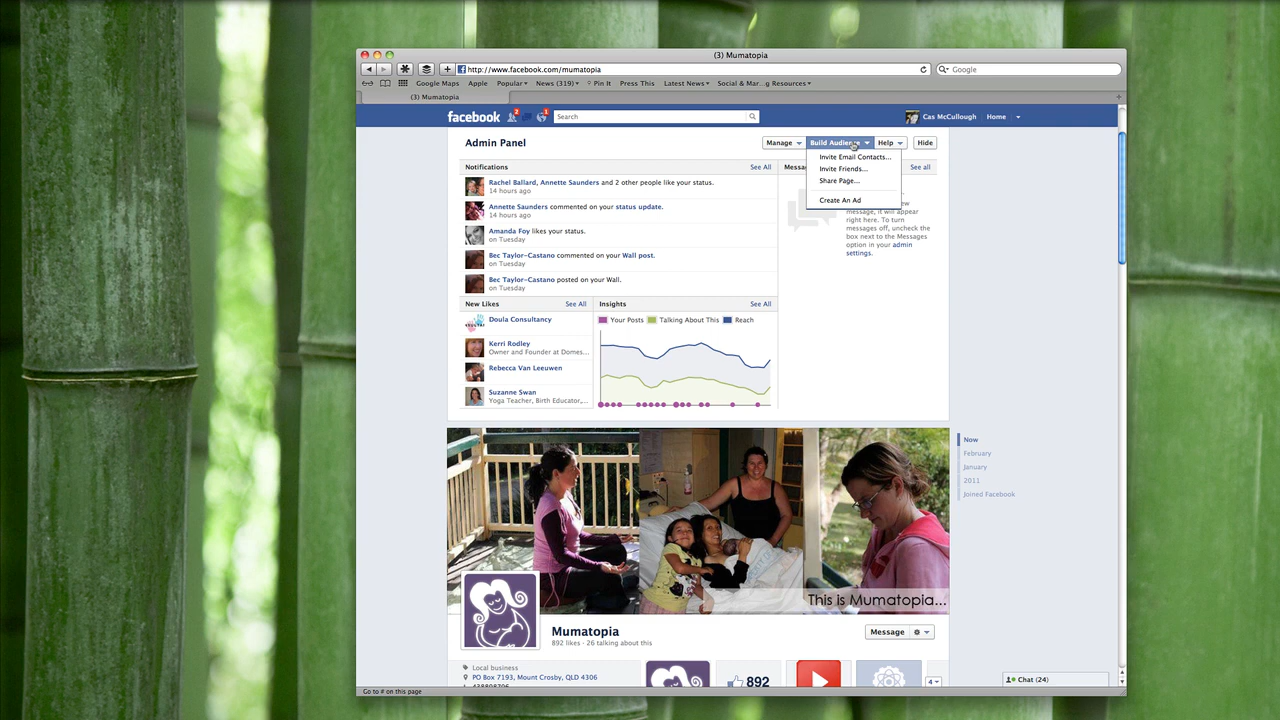 (3) Mumatopia
http://www.facebook.com/mumatopia
Google
Google Maps Apple Popular News (319) Pin It Press This Latest News Social & Mar...g Resources
(3) Mumatopia
facebook
2
1
Search
Cas McCullough Home
Admin Panel
Manage Build Audience Help Hide
Invite Email Contacts...
Invite Friends...
Share Page...
Create An Ad
Notifications See All
Rachel Ballard, Annette Saunders and 2 other people like your status.
14 hours ago
Annette Saunders commented on your status update.
14 hours ago
Amanda Foy likes your status.
on Tuesday
Bec Taylor-Castano commented on your Wall post.
on Tuesday
Bec Taylor-Castano posted on your Wall.
on Tuesday
See all
message, it will appear
right here. To turn
messages off, uncheck the
box next to the Messages
option in your admin
settings.
New Likes See All
Doula Consultancy
Kerri Rodley
Owner and Founder at Domes...
Rebecca Van Leeuwen
Suzanne Swan
Yoga Teacher, Birth Educator,...
Insights See All
Your Posts Talking About This Reach
Now
February
January
2011
Joined Facebook
This is Mumatopia...
Mumatopia
892 likes · 26 talking about this
Message
Local business
PO Box 7193, Mount Crosby, QLD 4306
892
4
Chat (24)
Go to # on this page